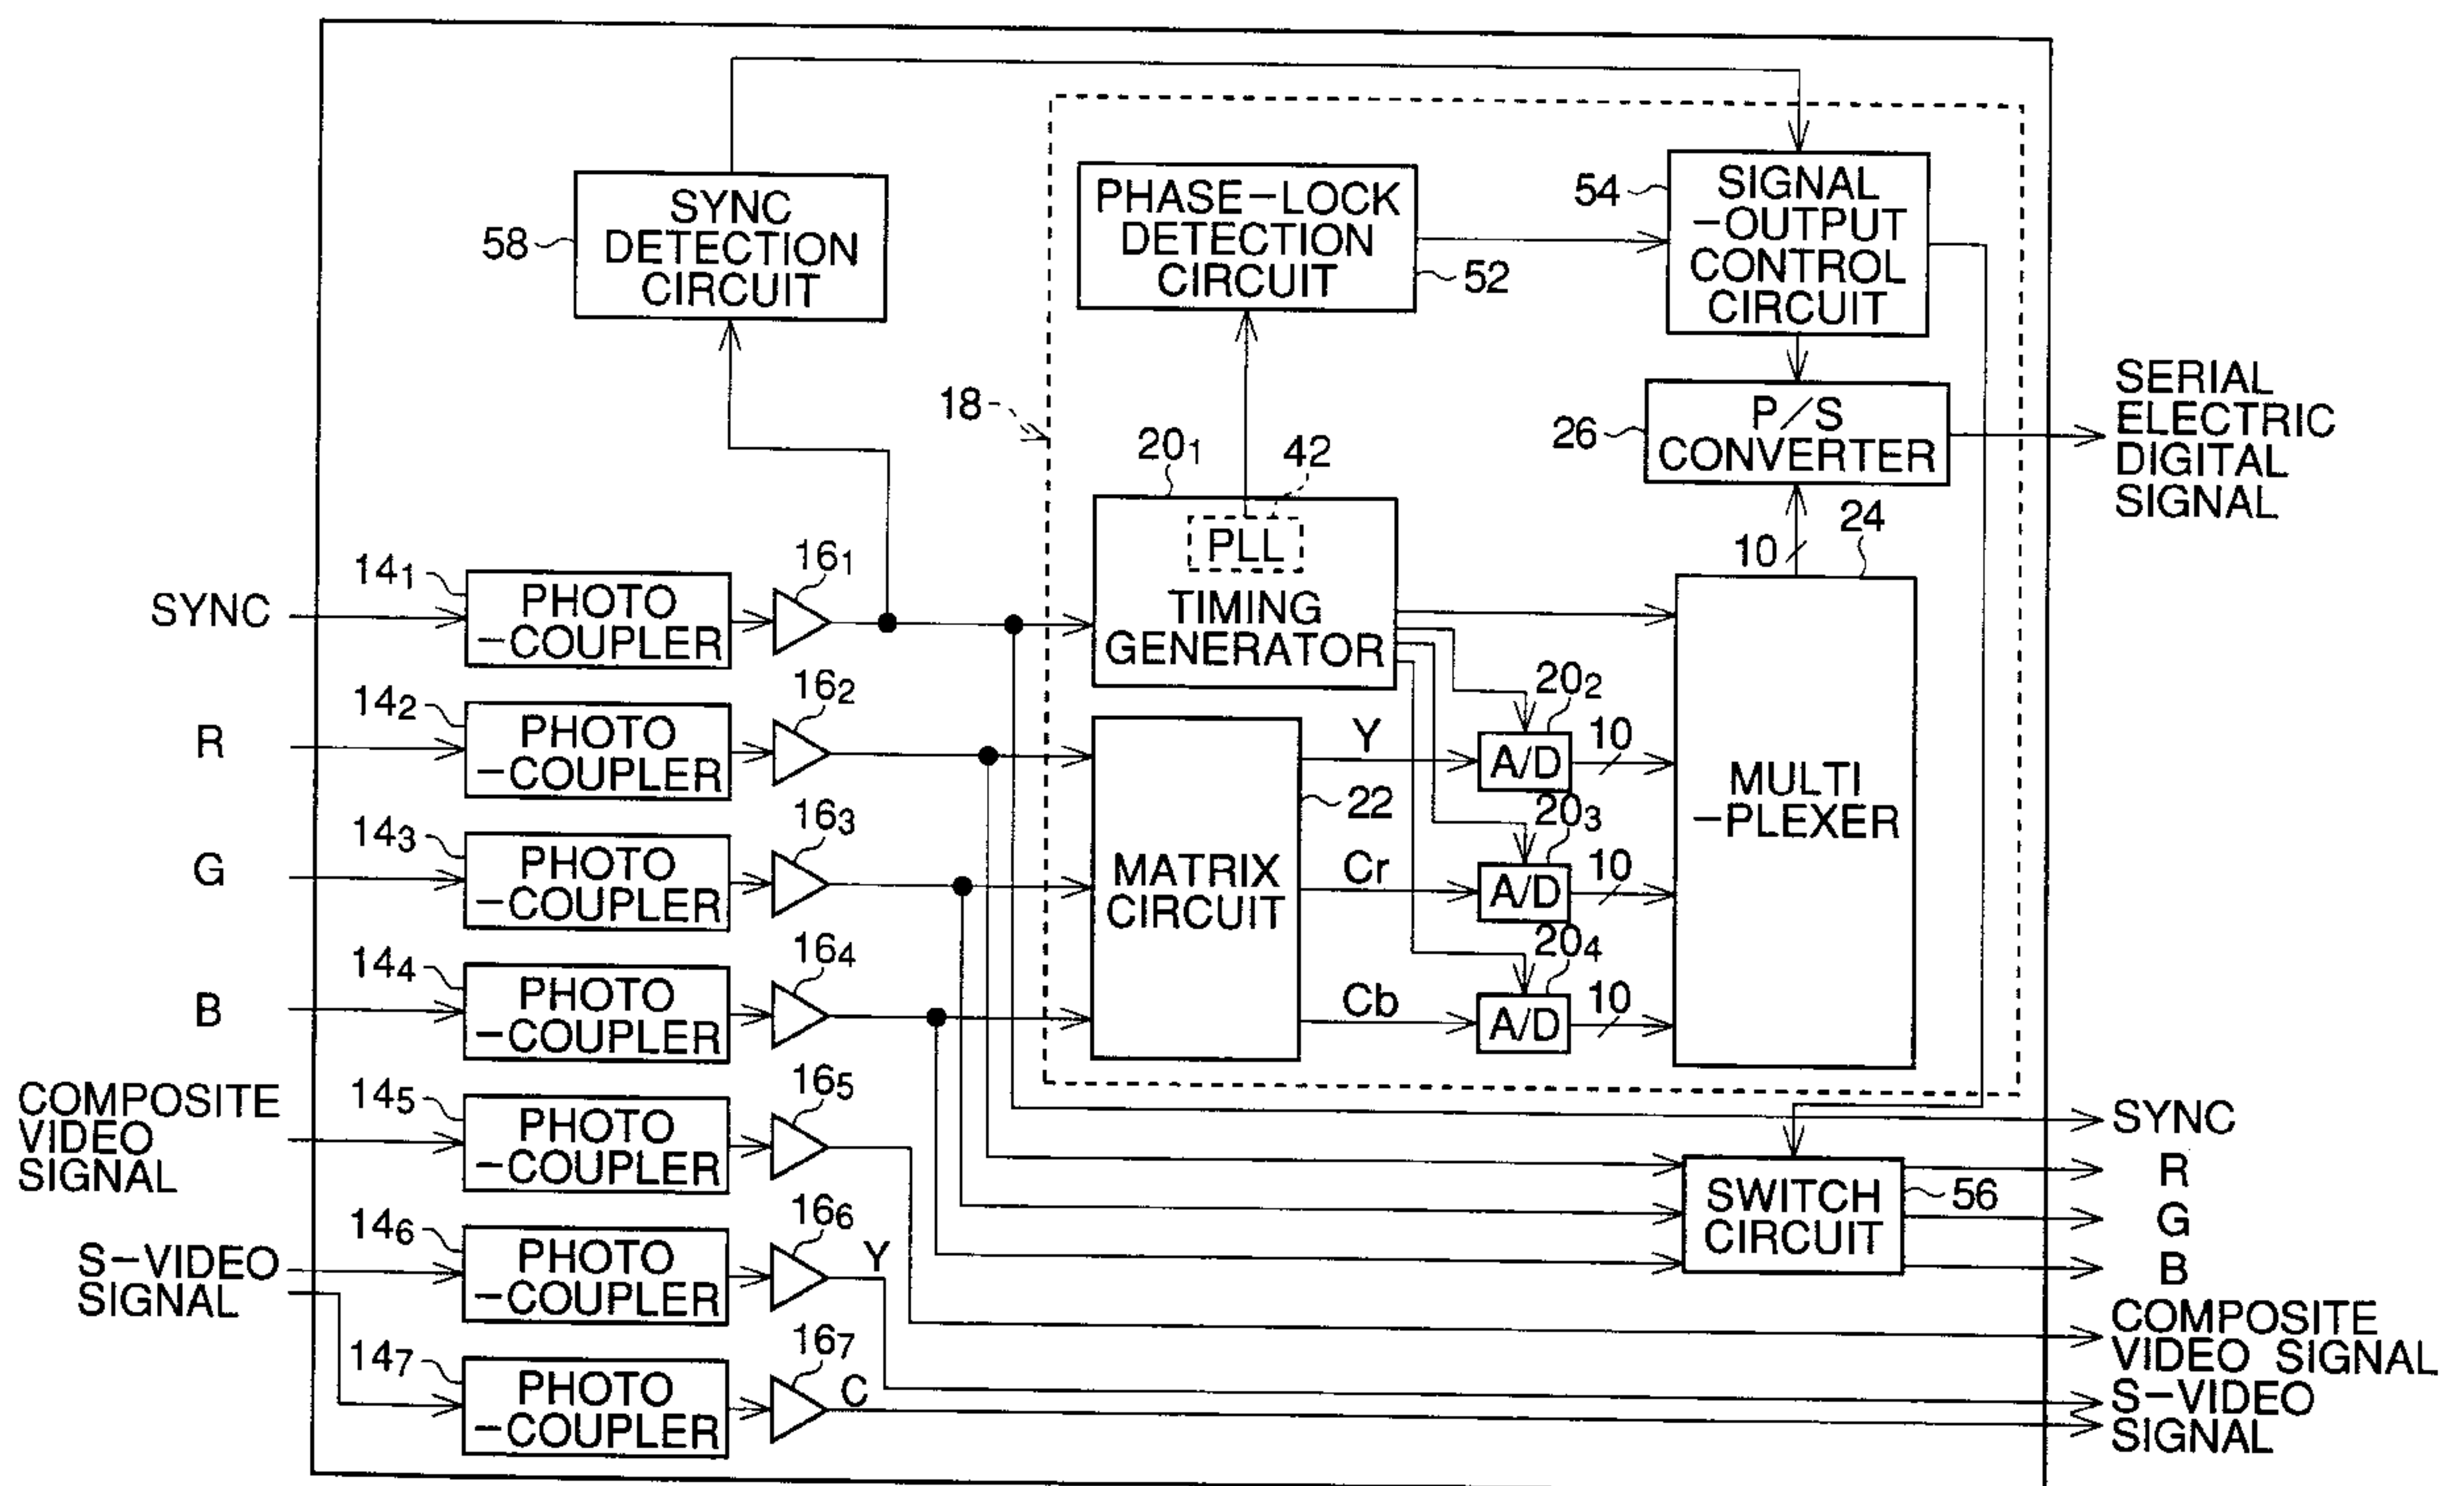 SYNC
DETECTION
CIRCUIT
58
PHASE-LOCK
DETECTION
CIRCUIT
52
54
SIGNAL
-OUTPUT
CONTROL
CIRCUIT
18
26
P/S
CONVERTER
SERIAL
ELECTRIC
DIGITAL
SIGNAL
20₁
42
PLL
TIMING
GENERATOR
10
24
MULTI
-PLEXER
SYNC
14₁
PHOTO
-COUPLER
16₁
R
14₂
PHOTO
-COUPLER
16₂
G
14₃
PHOTO
-COUPLER
16₃
B
14₄
PHOTO
-COUPLER
16₄
MATRIX
CIRCUIT
22
Y
20₂
A/D
10
Cr
20₃
A/D
10
Cb
20₄
A/D
10
COMPOSITE
VIDEO
SIGNAL
14₅
PHOTO
-COUPLER
16₅
S-VIDEO
SIGNAL
14₆
PHOTO
-COUPLER
16₆
Y
14₇
PHOTO
-COUPLER
16₇
C
SWITCH
CIRCUIT
56
SYNC
R
G
B
COMPOSITE
VIDEO SIGNAL
S-VIDEO
SIGNAL